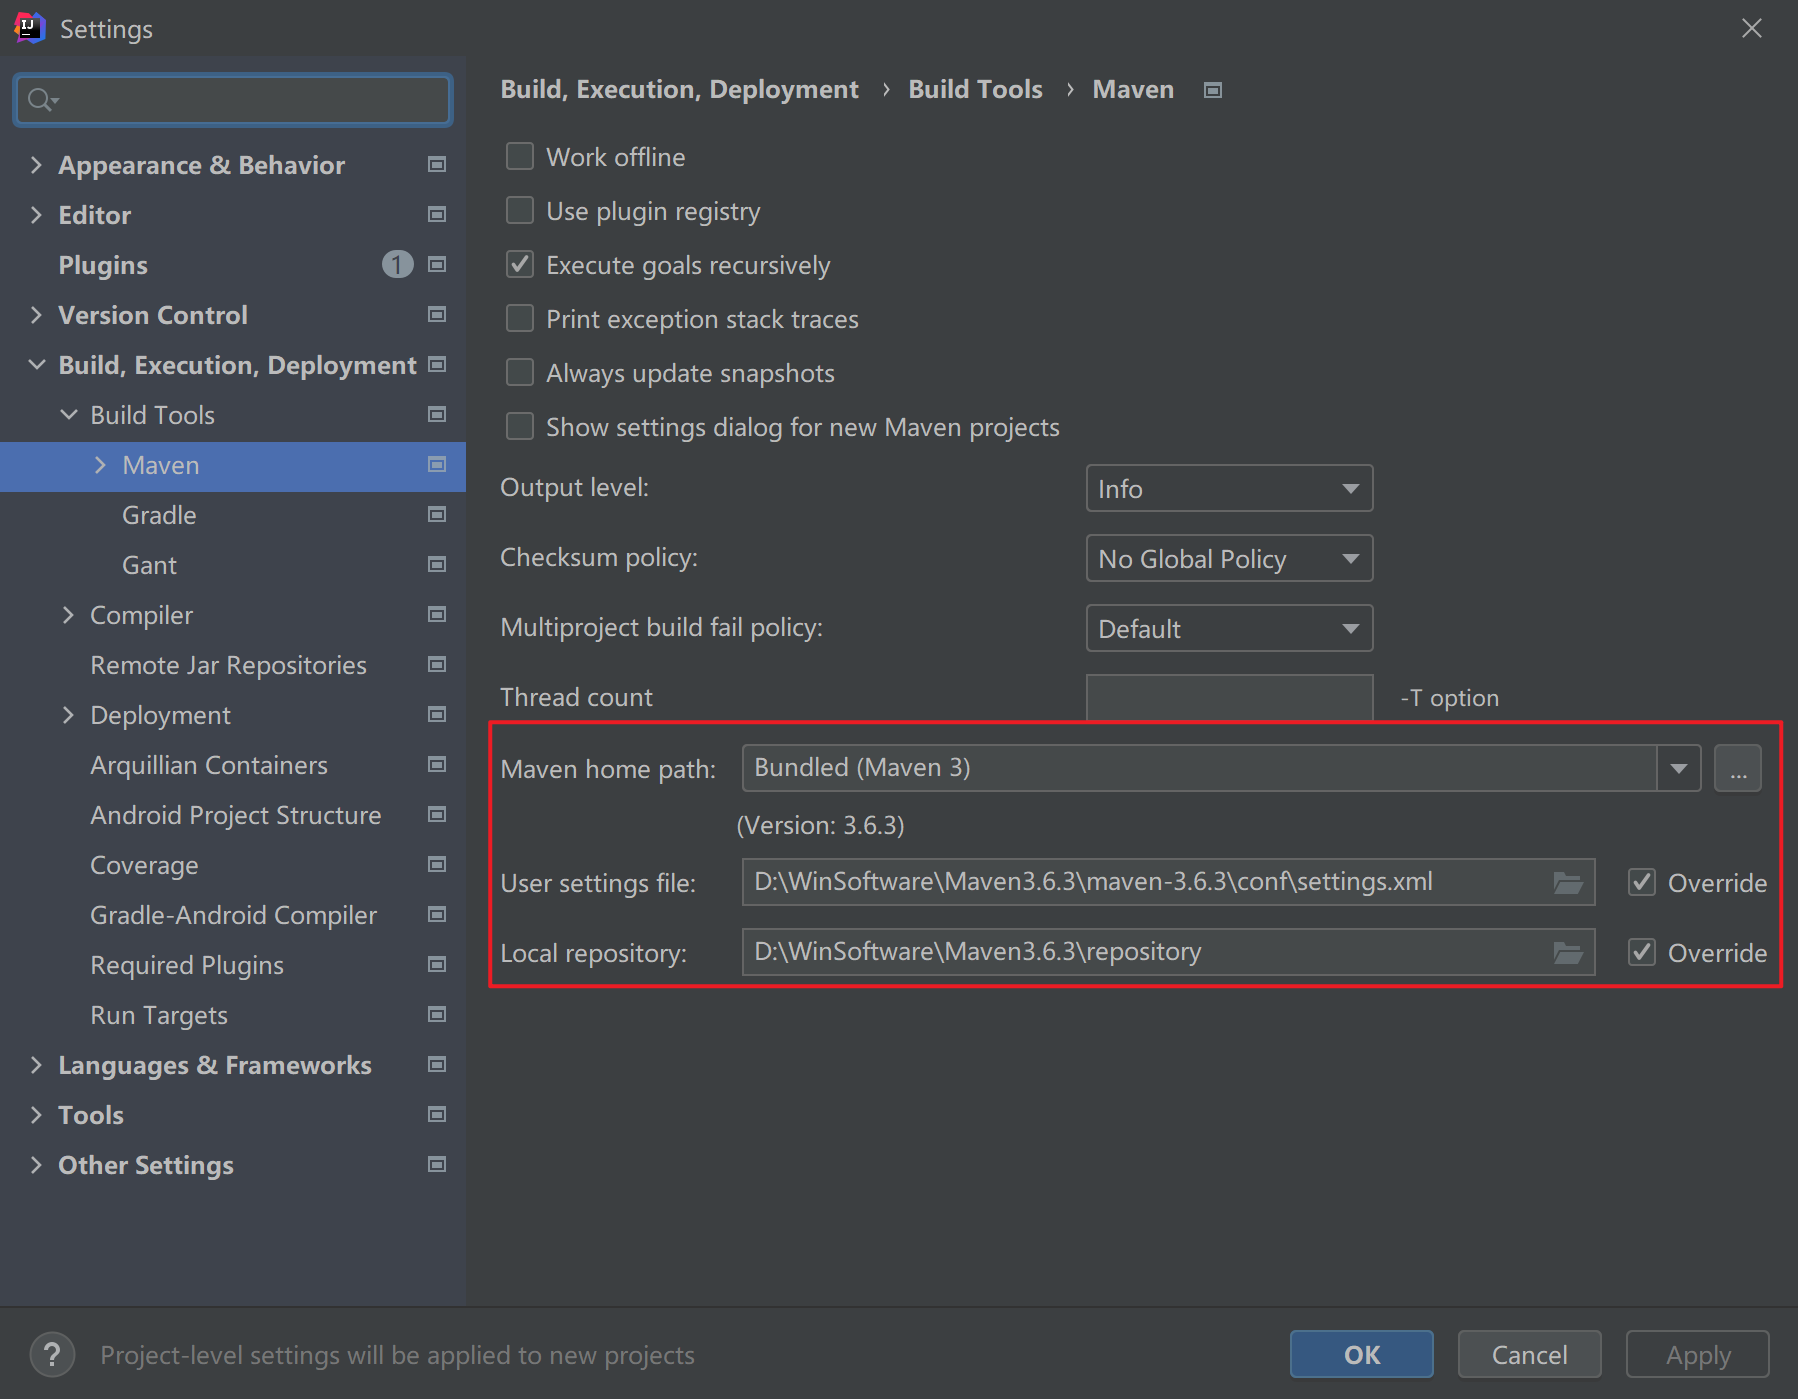 IJ
Settings
Appearance & Behavior
Editor
Plugins 1
Version Control
Build, Execution, Deployment
Build Tools
Maven
Gradle
Gant
Compiler
Remote Jar Repositories
Deployment
Arquillian Containers
Android Project Structure
Coverage
Gradle-Android Compiler
Required Plugins
Run Targets
Languages & Frameworks
Tools
Other Settings
Build, Execution, Deployment › Build Tools › Maven
Work offline
Use plugin registry
Execute goals recursively
Print exception stack traces
Always update snapshots
Show settings dialog for new Maven projects
Output level: Info
Checksum policy: No Global Policy
Multiproject build fail policy: Default
Thread count -T option
Maven home path: Bundled (Maven 3) ...
(Version: 3.6.3)
User settings file: D:\WinSoftware\Maven3.6.3\maven-3.6.3\conf\settings.xml Override
Local repository: D:\WinSoftware\Maven3.6.3\repository Override
? Project-level settings will be applied to new projects
OK Cancel Apply